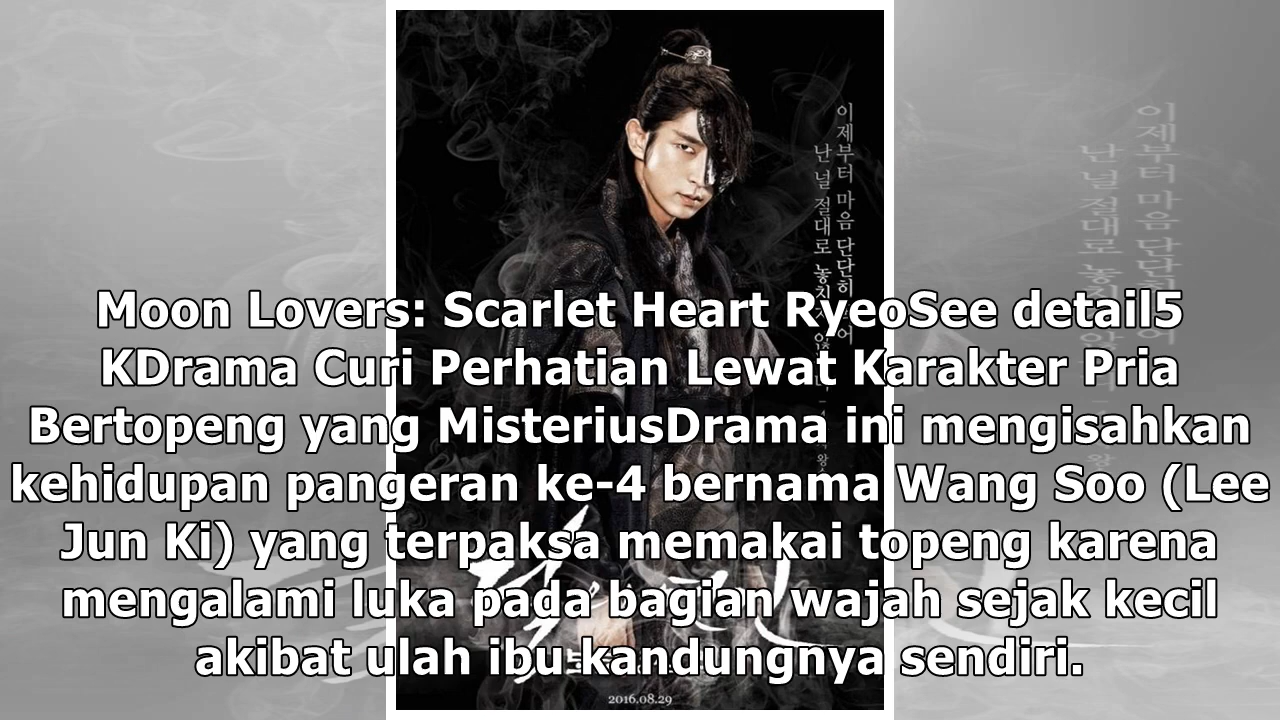 이제부터 마음 단단히
난 널 절대로
Moon Lovers: Scarlet Heart RyeoSee detail5
KDrama Curi Perhatian Lewat Karakter Pria
Bertopeng yang MisteriusDrama ini mengisahkan
kehidupan pangeran ke-4 bernama Wang Soo (Lee
Jun Ki) yang terpaksa memakai topeng karena
mengalami luka pada bagian wajah sejak kecil
akibat ulah ibu kandungnya sendiri.
2016.08.29